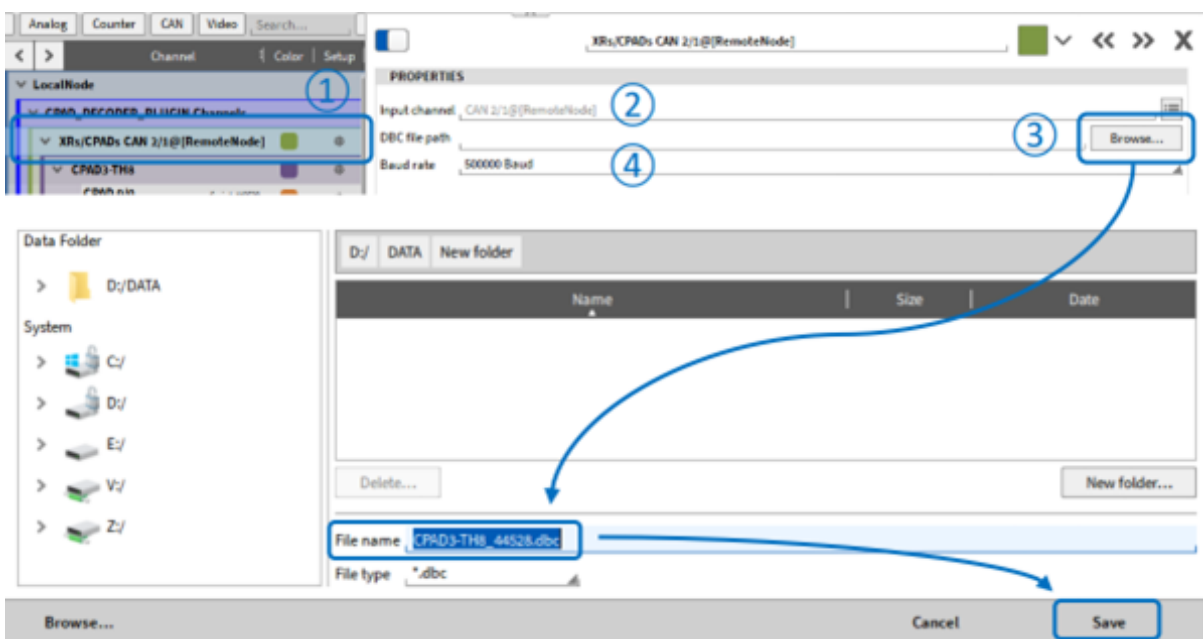 Analog Counter CAN Video Search...
Channel Color Setup
LocalNode
CPAD_DECODER_PLUGIN Channels
XRs/CPADs CAN 2/1@[RemoteNode]
CPAD3-TH8
①
XRs/CPADs CAN 2/1@[RemoteNode]
PROPERTIES
Input channel CAN 2/1@[RemoteNode] ②
DBC file path ③ Browse...
Baud rate 500000 Baud ④
Data Folder
D:/DATA
System
C:/
D:/
E:/
V:/
Z:/
D:/ DATA New folder
Name Size Date
Delete... New folder...
File name CPAD3-TH8_44528.dbc
File type *.dbc
Browse... Cancel Save